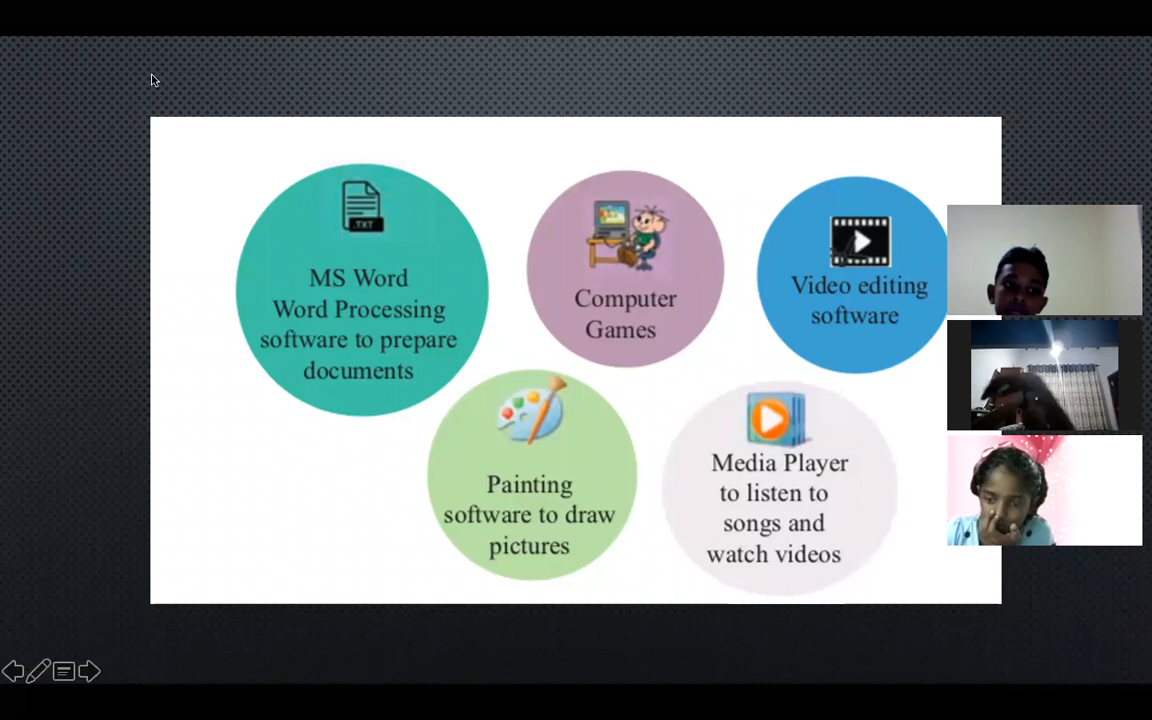 .TXT
MS Word
Word Processing
software to prepare
documents
Computer
Games
Video editing
software
Painting
software to draw
pictures
Media Player
to listen to
songs and
watch videos